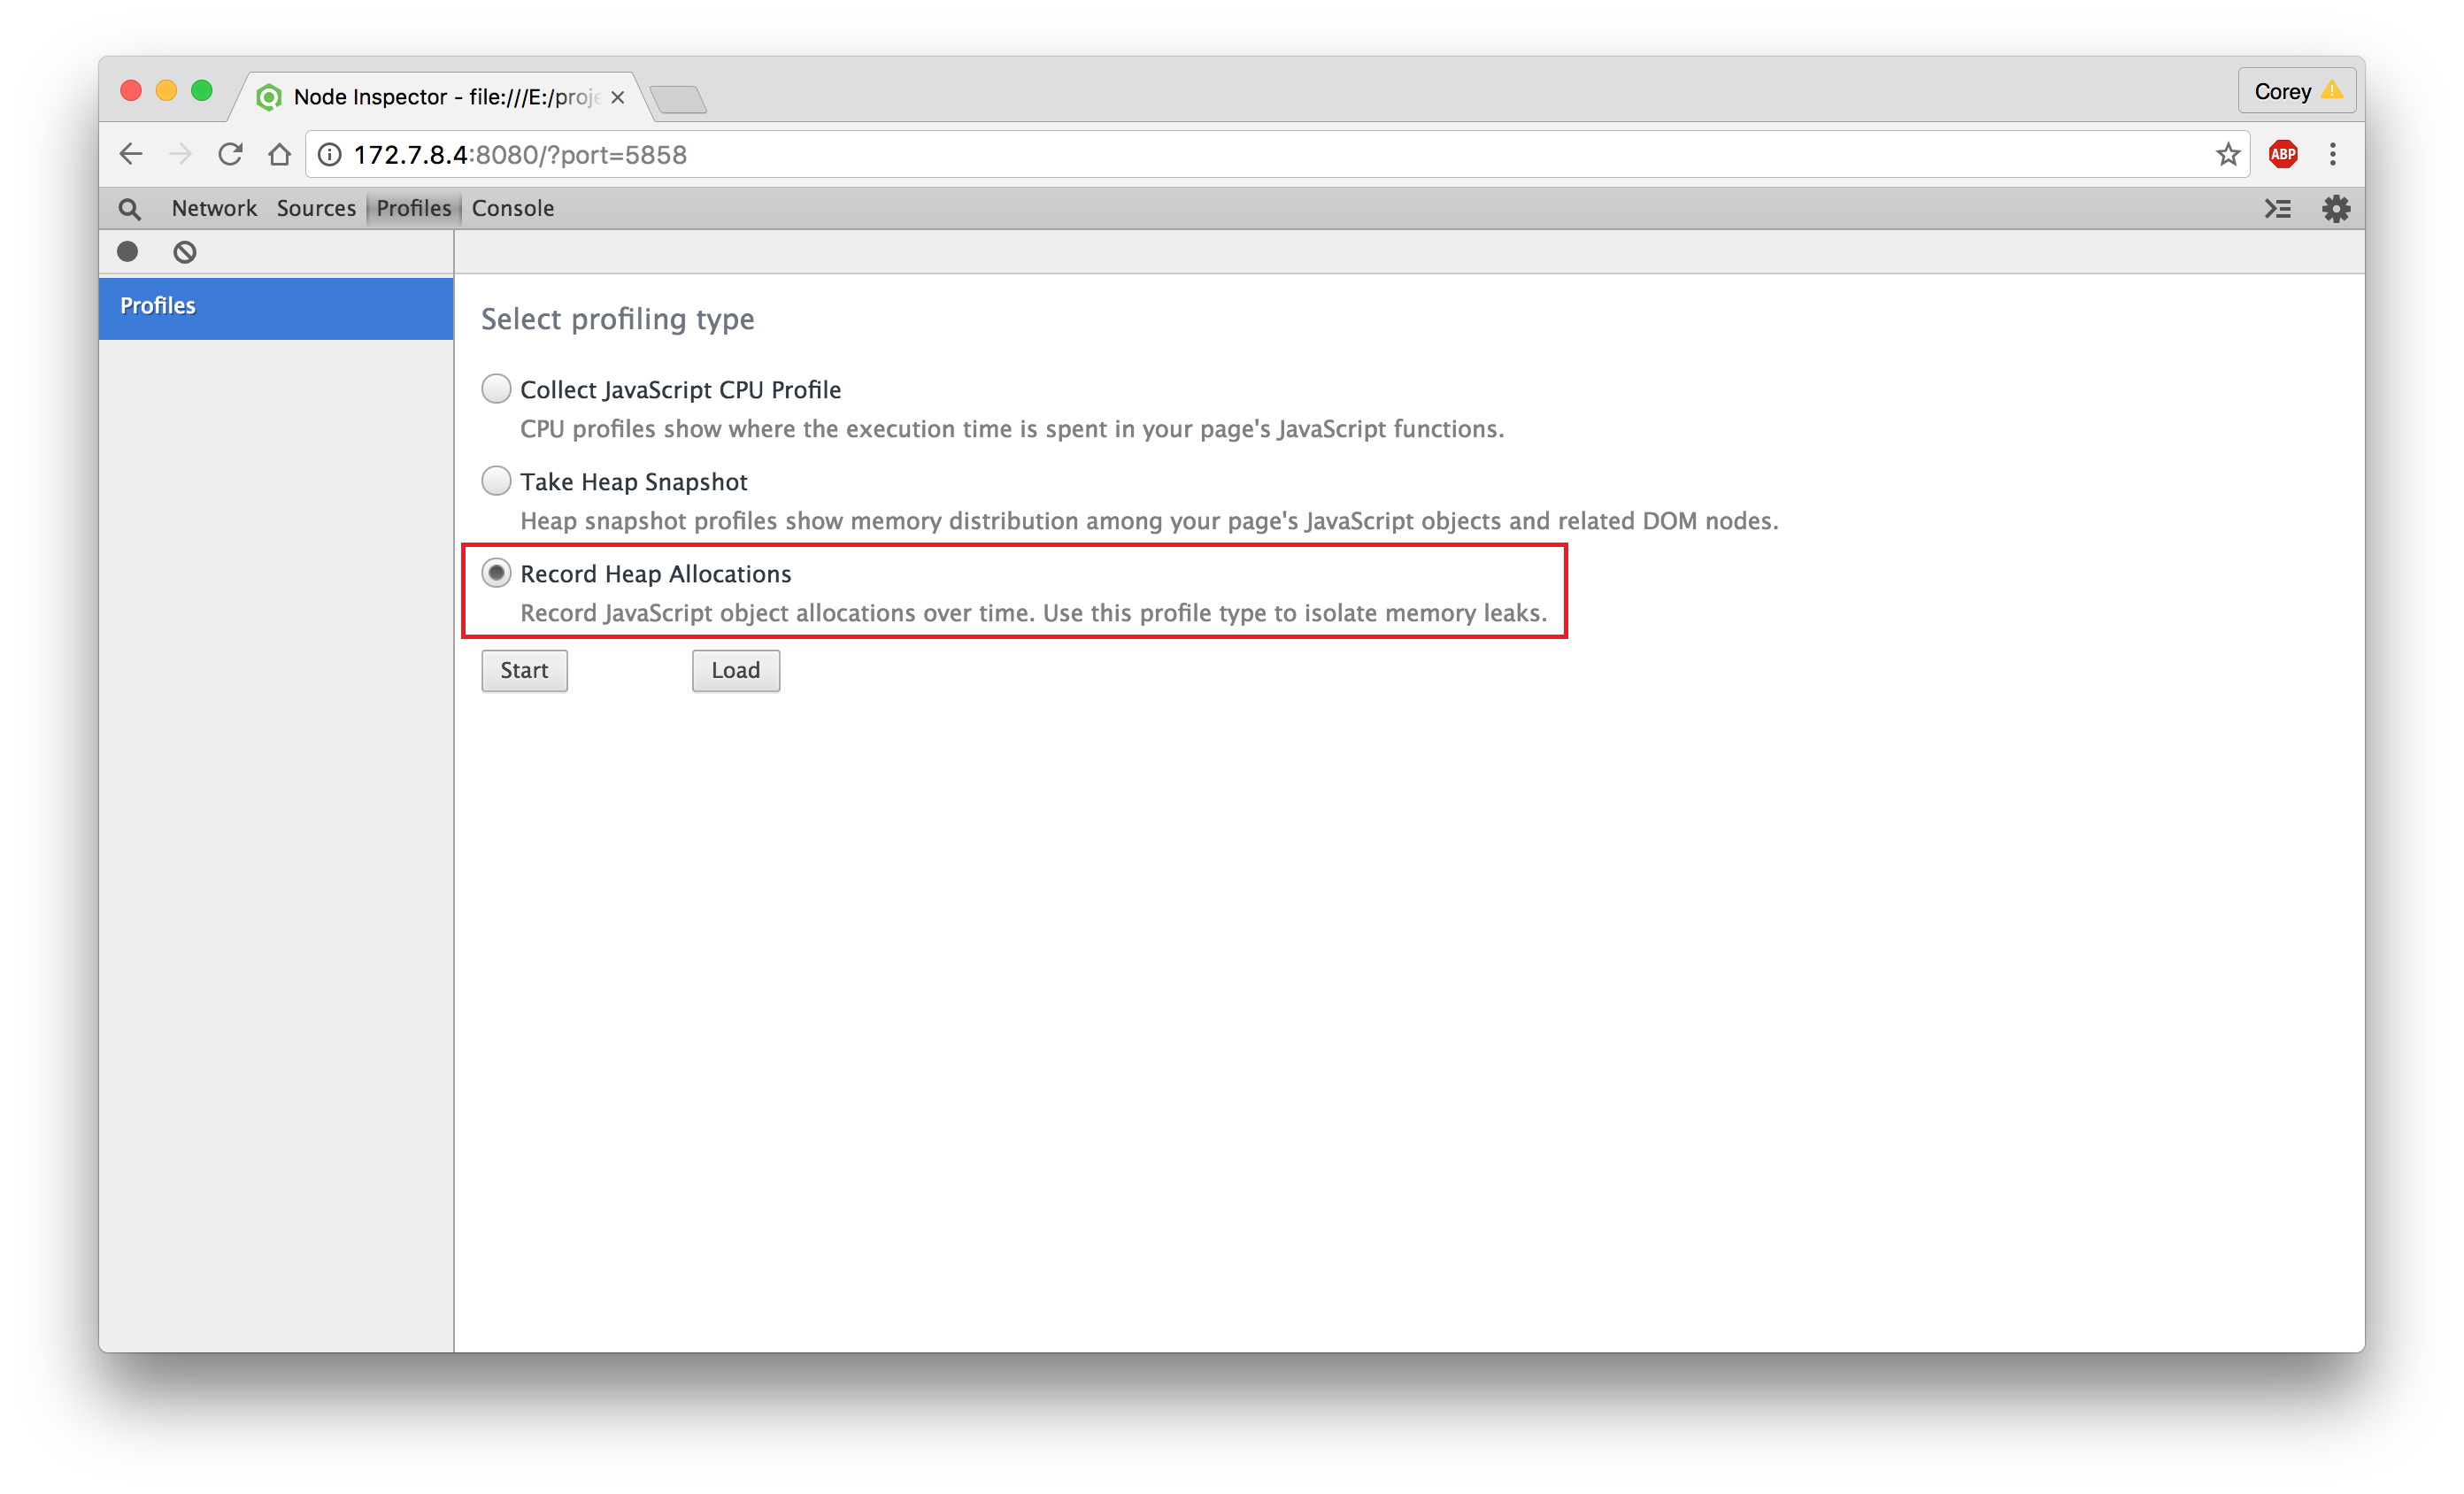 Node Inspector - file:///E:/proje
Corey
172.7.8.4:8080/?port=5858
ABP
Network Sources Profiles Console
Profiles
Select profiling type
Collect JavaScript CPU Profile
CPU profiles show where the execution time is spent in your page's JavaScript functions.
Take Heap Snapshot
Heap snapshot profiles show memory distribution among your page's JavaScript objects and related DOM nodes.
Record Heap Allocations
Record JavaScript object allocations over time. Use this profile type to isolate memory leaks.
Start Load